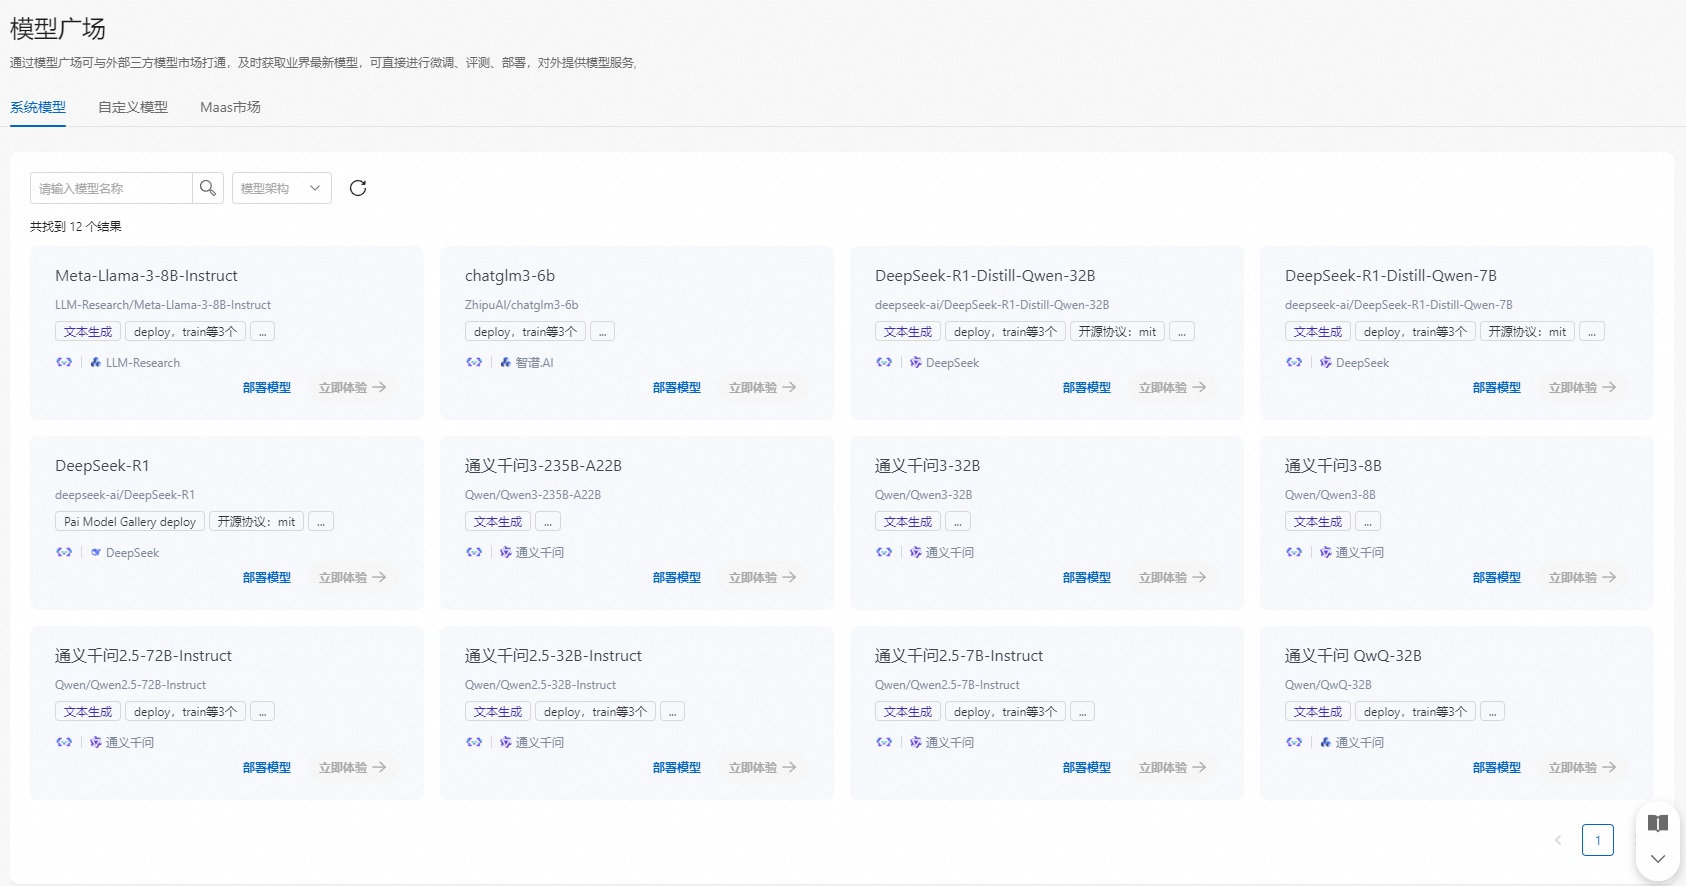 模型广场
通过模型广场可与外部三方模型市场打通，及时获取业界最新模型，可直接进行微调、评测、部署，对外提供模型服务。
系统模型 自定义模型 Maas市场
请输入模型名称 模型架构
共找到 12 个结果
Meta-Llama-3-8B-Instruct
LLM-Research/Meta-Llama-3-8B-Instruct
文本生成 deploy，train等3个 ...
LLM-Research
部署模型 立即体验
chatglm3-6b
ZhipuAI/chatglm3-6b
deploy，train等3个 ...
智谱.AI
部署模型 立即体验
DeepSeek-R1-Distill-Qwen-32B
deepseek-ai/DeepSeek-R1-Distill-Qwen-32B
文本生成 deploy，train等3个 开源协议：mit ...
DeepSeek
部署模型 立即体验
DeepSeek-R1-Distill-Qwen-7B
deepseek-ai/DeepSeek-R1-Distill-Qwen-7B
文本生成 deploy，train等3个 开源协议：mit ...
DeepSeek
部署模型 立即体验
DeepSeek-R1
deepseek-ai/DeepSeek-R1
Pai Model Gallery deploy 开源协议：mit ...
DeepSeek
部署模型 立即体验
通义千问3-235B-A22B
Qwen/Qwen3-235B-A22B
文本生成 ...
通义千问
部署模型 立即体验
通义千问3-32B
Qwen/Qwen3-32B
文本生成 ...
通义千问
部署模型 立即体验
通义千问3-8B
Qwen/Qwen3-8B
文本生成 ...
通义千问
部署模型 立即体验
通义千问2.5-72B-Instruct
Qwen/Qwen2.5-72B-Instruct
文本生成 deploy，train等3个 ...
通义千问
部署模型 立即体验
通义千问2.5-32B-Instruct
Qwen/Qwen2.5-32B-Instruct
文本生成 deploy，train等3个 ...
通义千问
部署模型 立即体验
通义千问2.5-7B-Instruct
Qwen/Qwen2.5-7B-Instruct
文本生成 deploy，train等3个 ...
通义千问
部署模型 立即体验
通义千问 QwQ-32B
Qwen/QwQ-32B
文本生成 deploy，train等3个 ...
通义千问
部署模型 立即体验
1